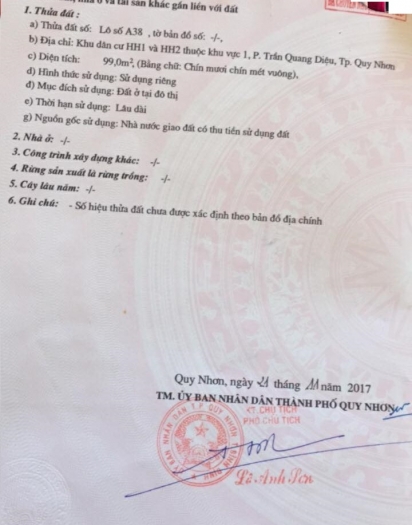 nhà ở và tài sản khác gắn liền với đất
1. Thửa đất :
a) Thửa đất số: Lô số A38 , tờ bản đồ số: -/-,
b) Địa chỉ: Khu dân cư HH1 và HH2 thuộc khu vực 1, P. Trần Quang Diệu, Tp. Quy Nhơn
c) Diện tích: 99,0m², (Bằng chữ: Chín mươi chín mét vuông),
d) Hình thức sử dụng: Sử dụng riêng
đ) Mục đích sử dụng: Đất ở tại đô thị
e) Thời hạn sử dụng: Lâu dài
g) Nguồn gốc sử dụng: Nhà nước giao đất có thu tiền sử dụng đất
2. Nhà ở: -/-
3. Công trình xây dựng khác: -/-
4. Rừng sản xuất là rừng trồng: -/-
5. Cây lâu năm: -/-
6. Ghi chú: - Số hiệu thửa đất chưa được xác định theo bản đồ địa chính
Quy Nhơn, ngày 21 tháng 11 năm 2017
TM. ỦY BAN NHÂN DÂN THÀNH PHỐ QUY NHƠN
KT.CHỦ TỊCH
PHÓ CHỦ TỊCH
Lê Anh Sơn